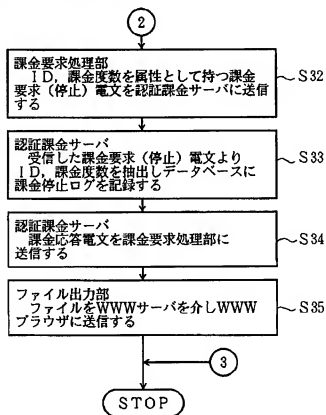 2
課金要求処理部
ID，課金度数を属性として持つ課金
要求（停止）電文を認証課金サーバに送信
する
S32
認証課金サーバ
受信した課金要求（停止）電文より
ID，課金度数を抽出しデータベースに
課金停止ログを記録する
S33
認証課金サーバ
課金応答電文を課金要求処理部に
送信する
S34
ファイル出力部
ファイルをWWWサーバを介しWWW
ブラウザに送信する
S35
3
STOP